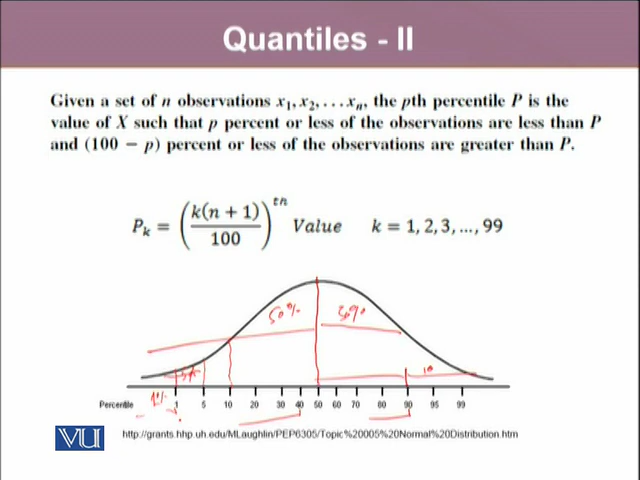 Quantiles - II
Given a set of n observations x₁, x₂, . . . xₙ, the pth percentile P is the
value of X such that p percent or less of the observations are less than P
and (100 − p) percent or less of the observations are greater than P.
Pₖ = (k(n + 1)/100)^th Value k = 1, 2, 3, ..., 99
50%
Percentile 1 5 10 20 30 40 50 60 70 80 90 95 99
1%
10
VU http://grants.hhp.uh.edu/MLaughlin/PEP6305/Topic%20005%20Normal%20Distribution.htm